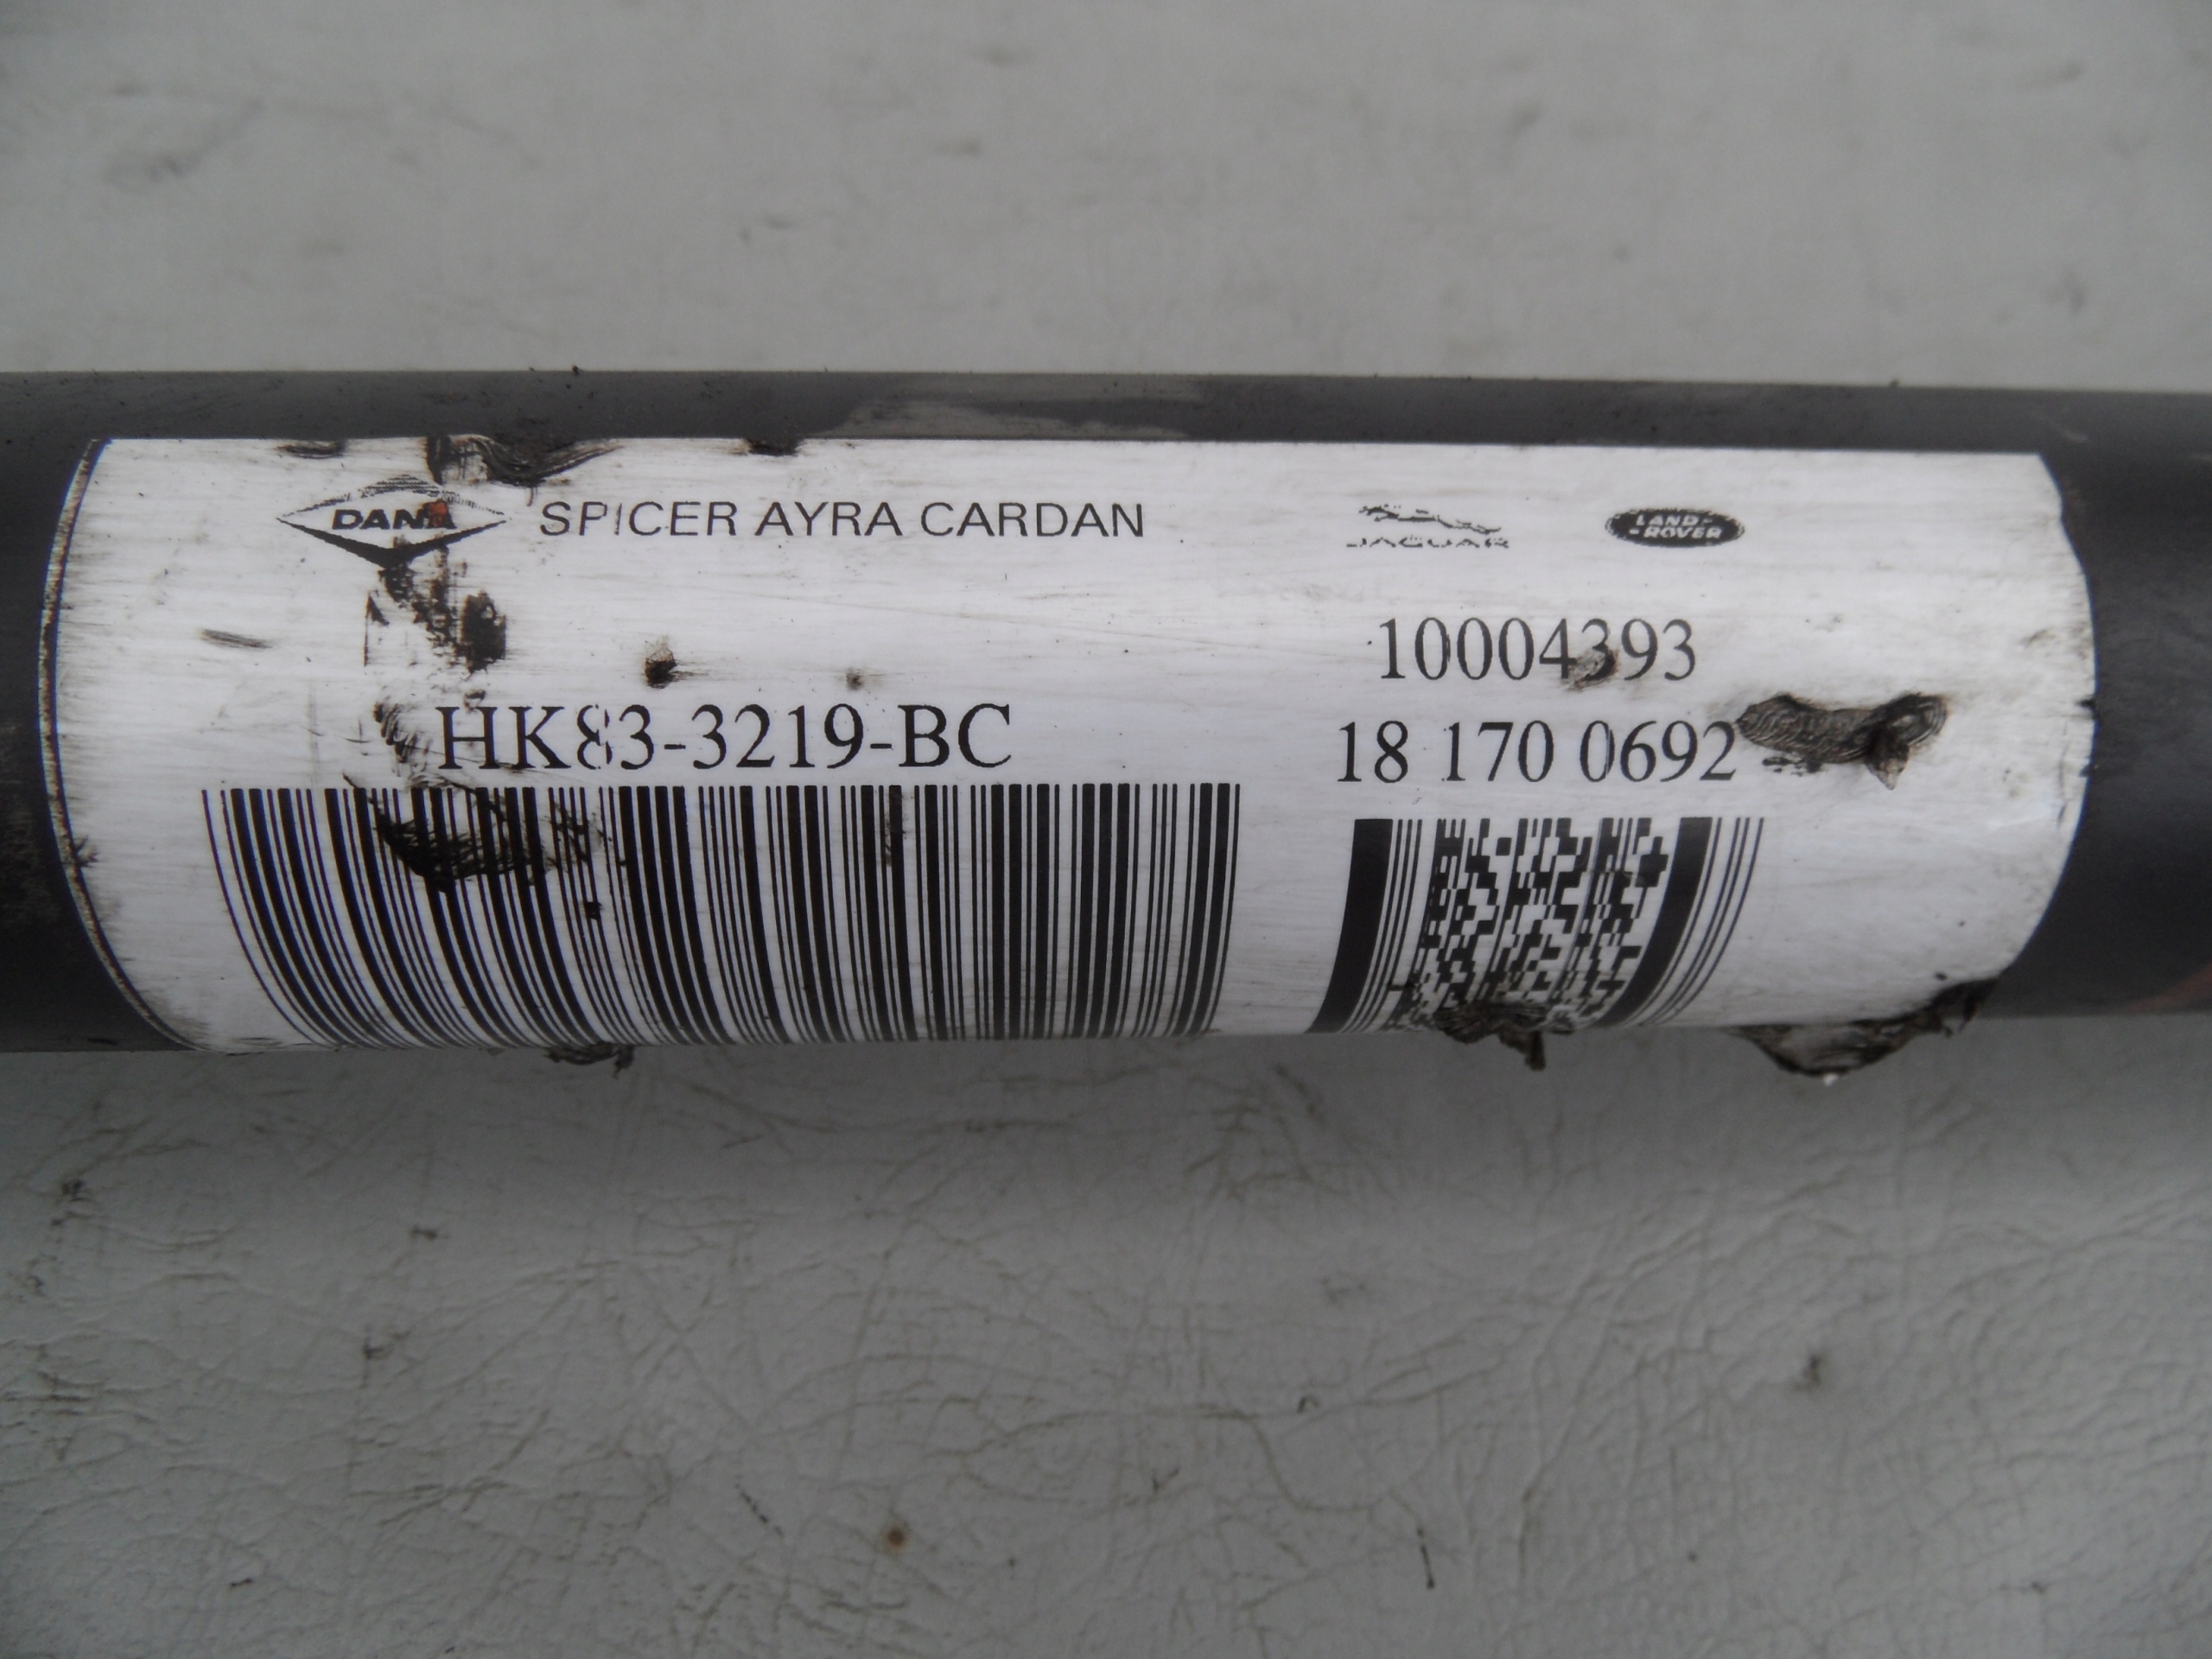 DANA SPICER AYRA CARDAN
JAGUAR
LAND-
-ROVER
10004393
HK83-3219-BC
18 170 0692